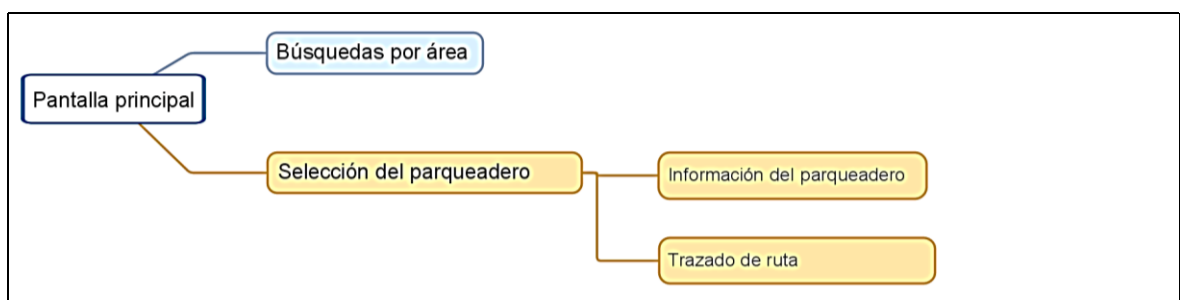 Búsquedas por área
Pantalla principal
Selección del parqueadero
Información del parqueadero
Trazado de ruta